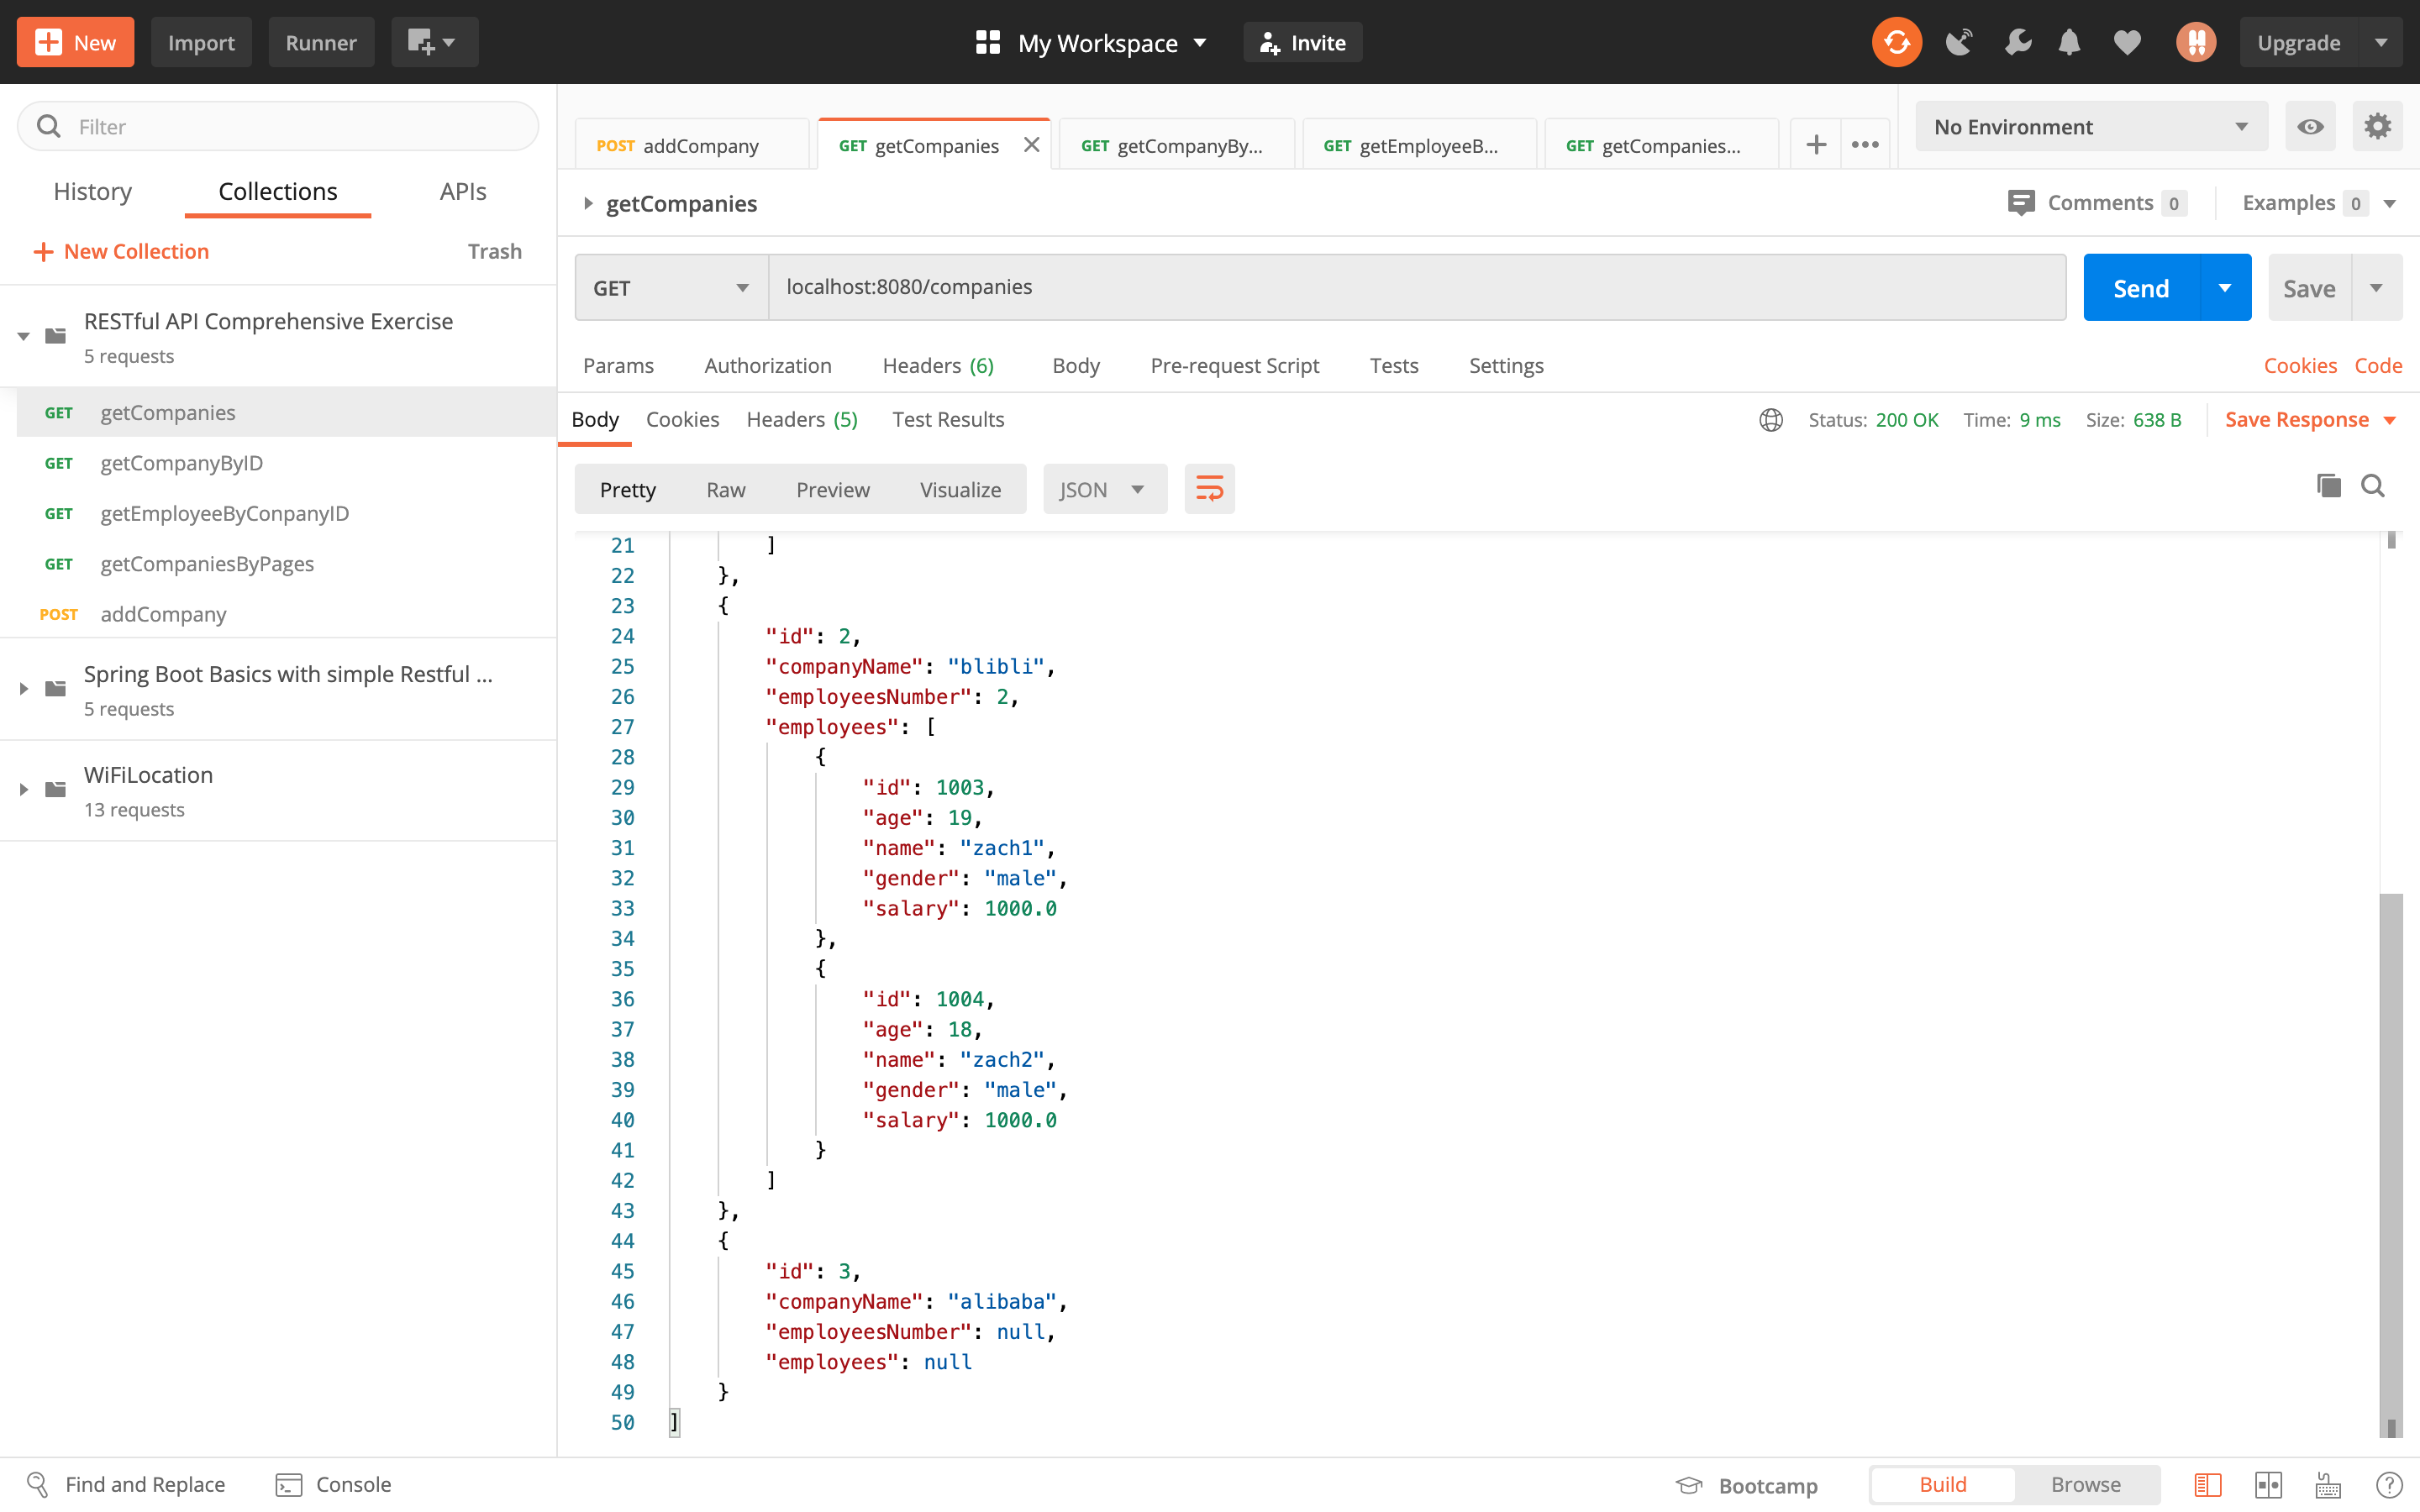 New
Import
Runner
My Workspace
Invite
Upgrade
Filter
History
Collections
APIs
New Collection
Trash
RESTful API Comprehensive Exercise
5 requests
GET getCompanies
GET getCompanyByID
GET getEmployeeByConpanyID
GET getCompaniesByPages
POST addCompany
Spring Boot Basics with simple Restful ...
5 requests
WiFiLocation
13 requests
POST addCompany
GET getCompanies
GET getCompanyBy...
GET getEmployeeB...
GET getCompanies...
No Environment
getCompanies
Comments 0
Examples 0
GET
localhost:8080/companies
Send
Save
Params
Authorization
Headers (6)
Body
Pre-request Script
Tests
Settings
Cookies
Code
Body
Cookies
Headers (5)
Test Results
Status: 200 OK
Time: 9 ms
Size: 638 B
Save Response
Pretty
Raw
Preview
Visualize
JSON
21 ]
22 },
23 {
24 "id": 2,
25 "companyName": "blibli",
26 "employeesNumber": 2,
27 "employees": [
28 {
29 "id": 1003,
30 "age": 19,
31 "name": "zach1",
32 "gender": "male",
33 "salary": 1000.0
34 },
35 {
36 "id": 1004,
37 "age": 18,
38 "name": "zach2",
39 "gender": "male",
40 "salary": 1000.0
41 }
42 ]
43 },
44 {
45 "id": 3,
46 "companyName": "alibaba",
47 "employeesNumber": null,
48 "employees": null
49 }
50 ]
Find and Replace
Console
Bootcamp
Build
Browse